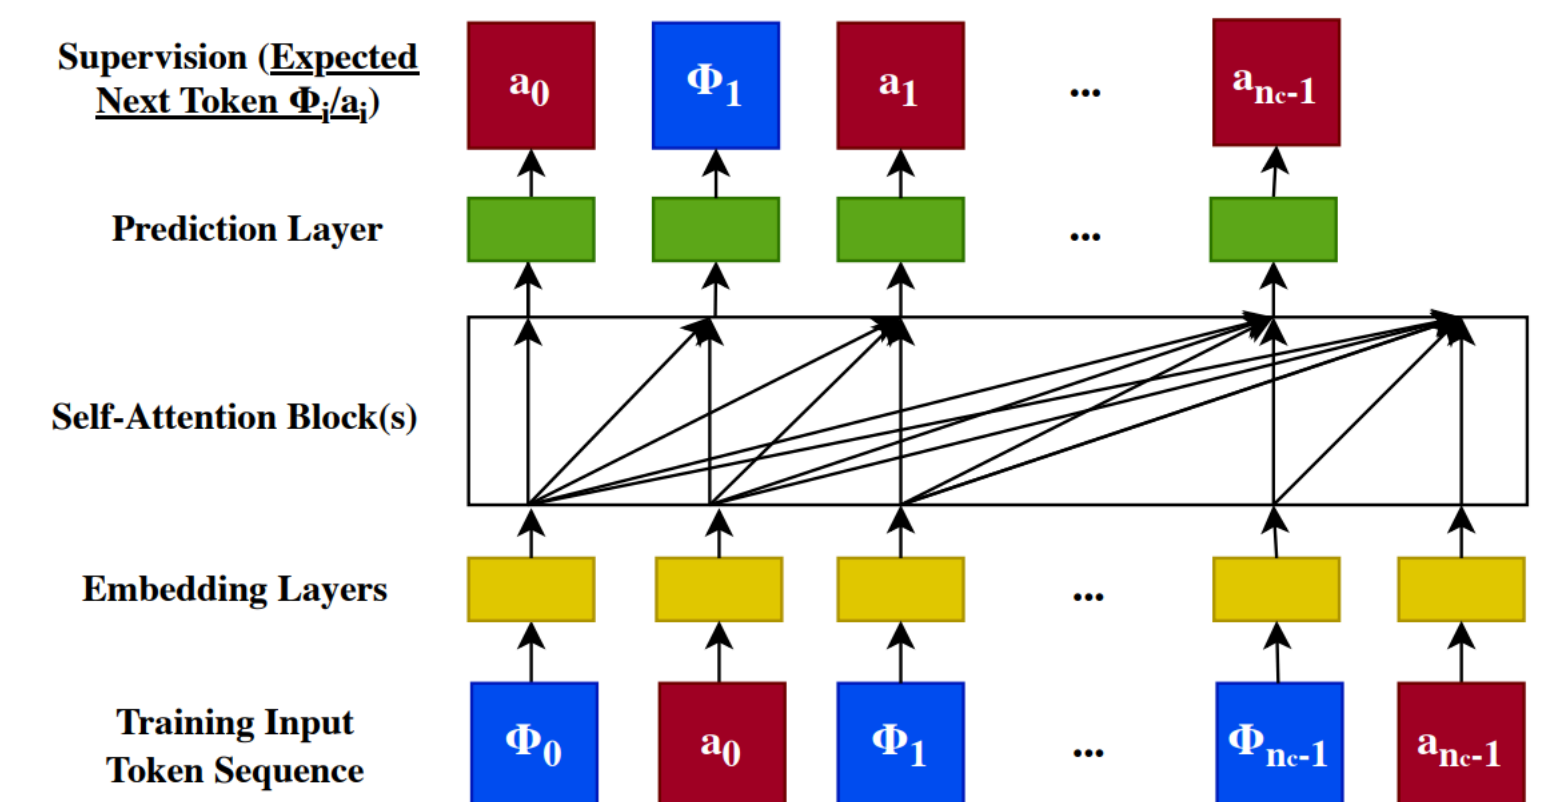 Supervision (Expected
Next Token Φi/ai)
a0 Φ1 a1 ... anc-1
Prediction Layer
...
Self-Attention Block(s)
Embedding Layers
...
Training Input
Token Sequence
Φ0 a0 Φ1 ... Φnc-1 anc-1